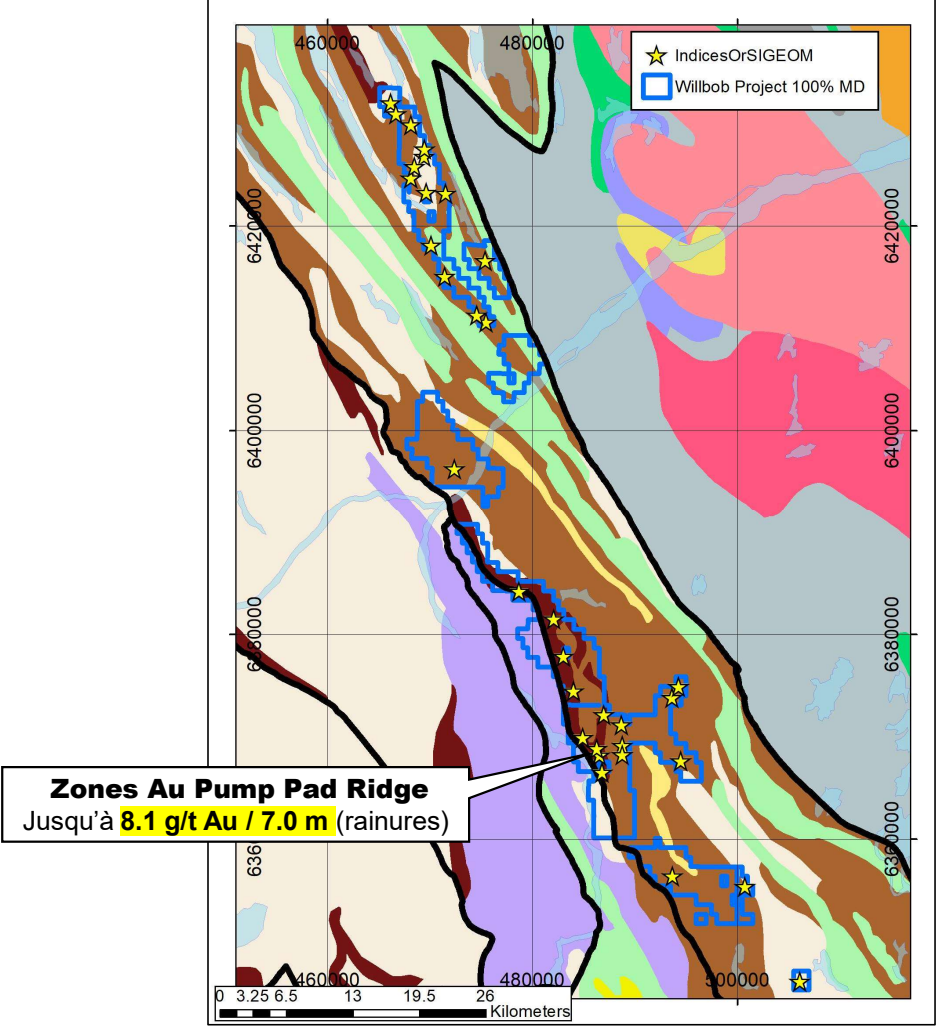 460000
480000
IndicesOrSIGEOM
Willbob Project 100% MD
6420000
6420000
6400000
6400000
6380000
6380000
Zones Au Pump Pad Ridge
Jusqu'à 8.1 g/t Au / 7.0 m (rainures)
6360000
460000
480000
500000
0 3.25 6.5 13 19.5 26
Kilometers